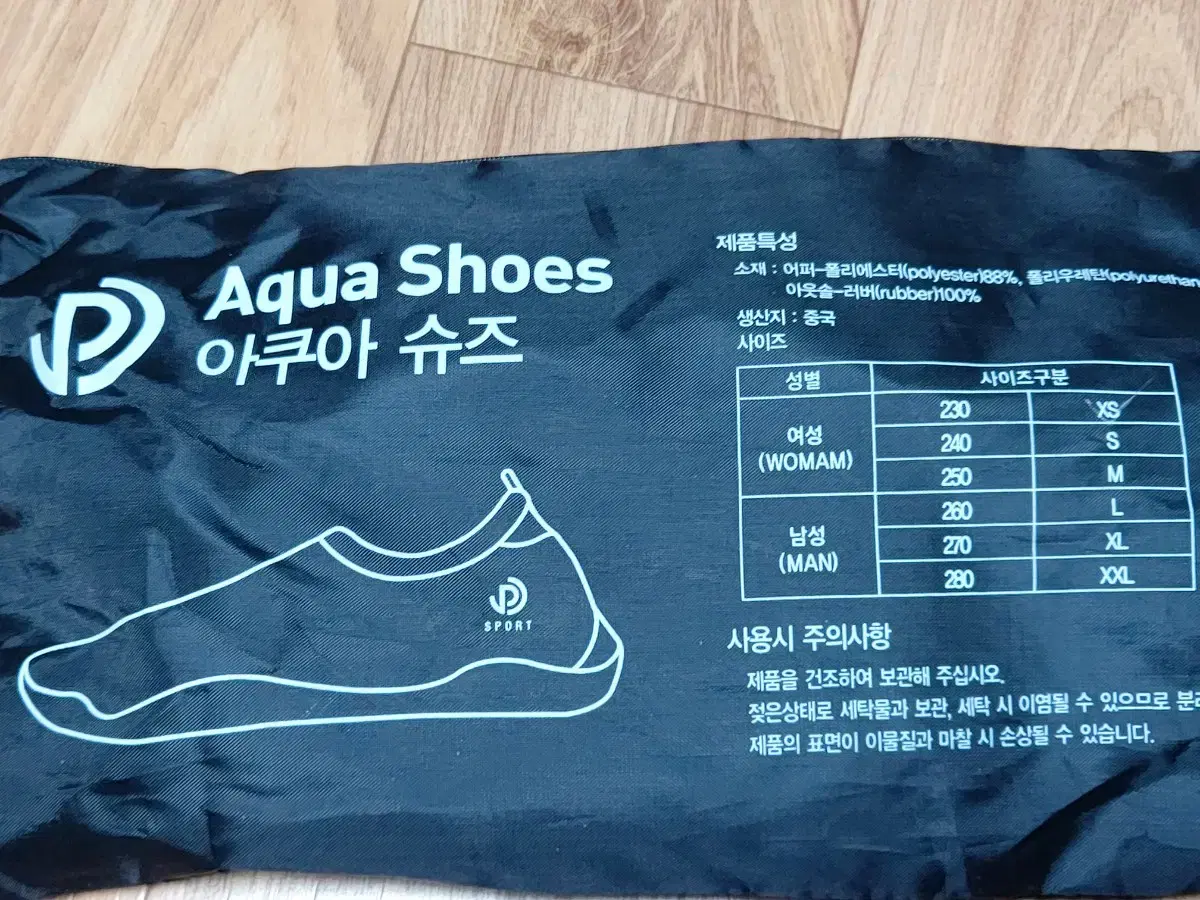 Aqua Shoes
아쿠아 슈즈
SPORT
제품특성
소재 : 어퍼-폴리에스터(polyester)88%, 폴리우레탄(polyurethan
아웃솔-러버(rubber)100%
생산지 : 중국
사이즈
성별 사이즈구분
여성
(WOMAM)
230 XS
240 S
250 M
남성
(MAN)
260 L
270 XL
280 XXL
사용시 주의사항
제품을 건조하여 보관해 주십시오.
젖은상태로 세탁물과 보관, 세탁 시 이염될 수 있으므로
제품의 표면이 이물질과 마찰 시 손상될 수 있습니다.